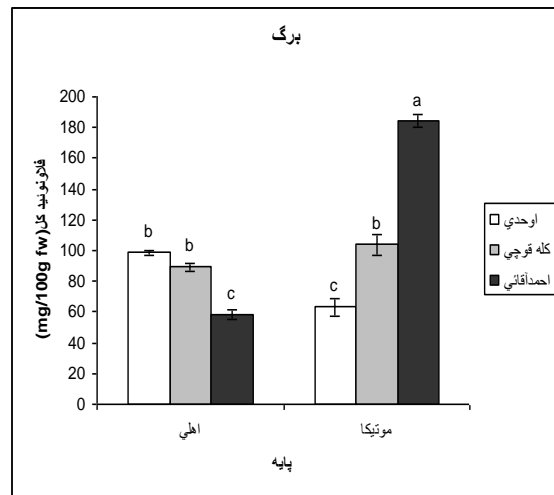 برگ
فلاونوئيد کل(mg/100g fw)
200
180
160
140
120
100
80
60
40
20
0
b
b
c
c
b
a
اهلي
موتيکا
پايه
اوحدي
کله قوچي
احمدآقائي